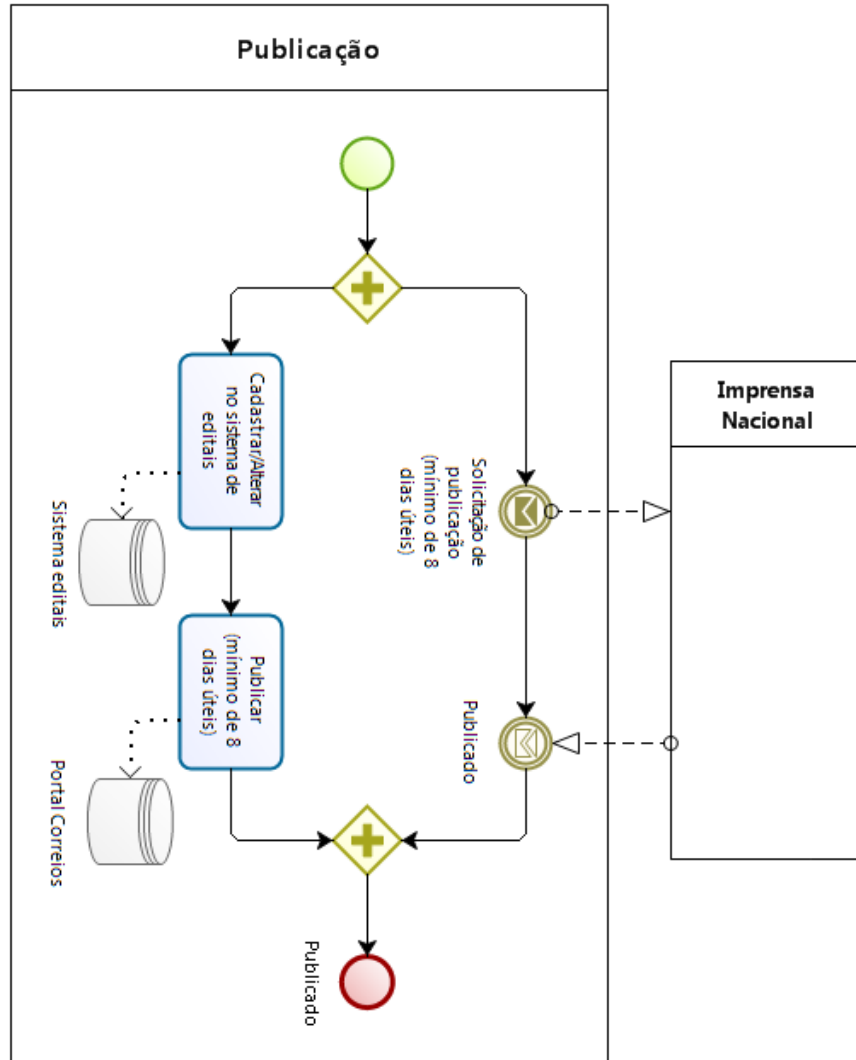 Publicação
Imprensa
Nacional
Cadastrar/Alterar
no sistema de
editais
Solicitação de
publicação
(mínimo de 8
dias úteis)
Sistema editais
Publicar
(mínimo de 8
dias úteis)
Publicado
Portal Correios
Publicado